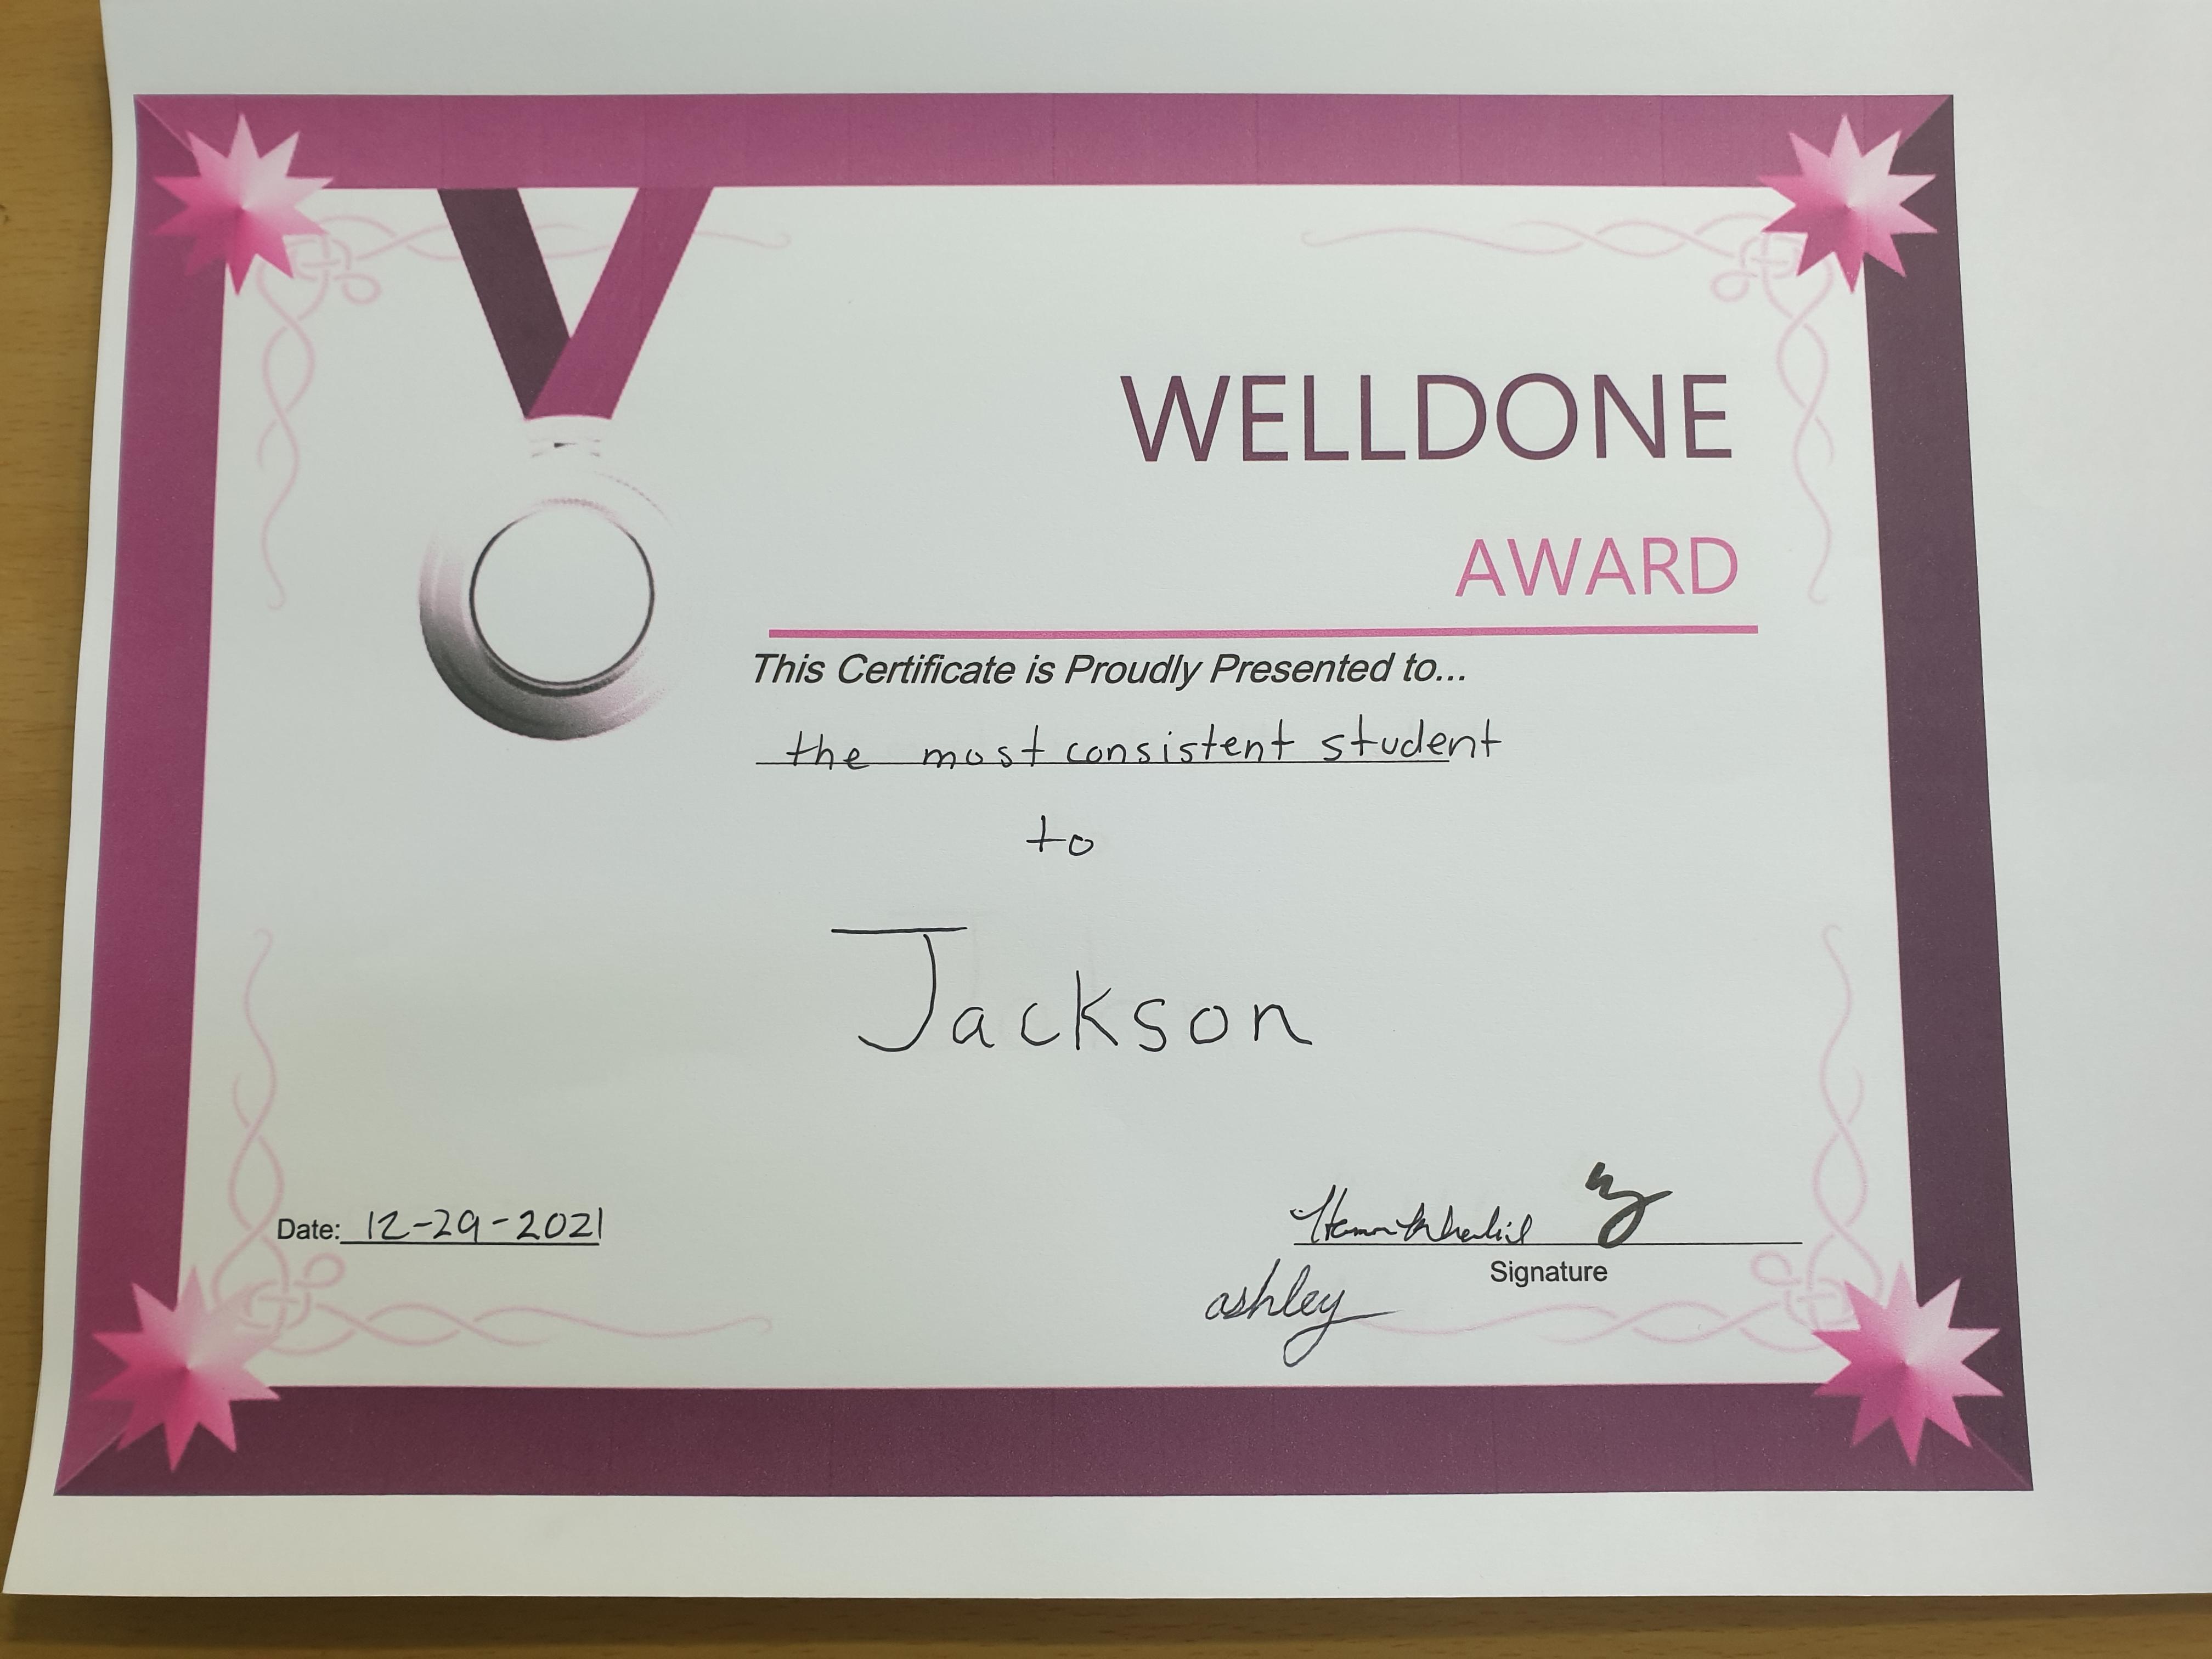 WELLDONE
AWARD
This Certificate is Proudly Presented to...
the most consistent student
to
Jackson
Date: 12-29-2021
Signature
ashley